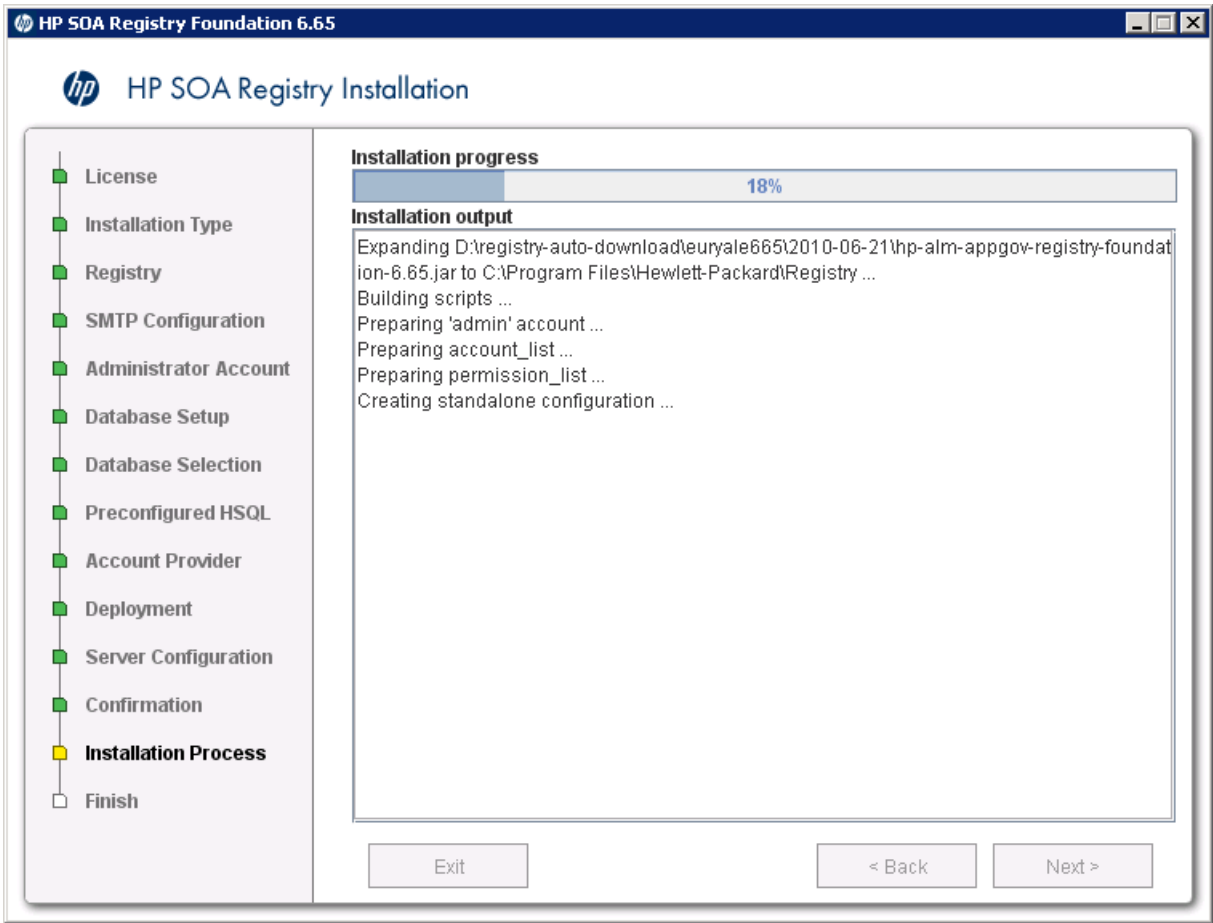 HP SOA Registry Foundation 6.65
hp
HP SOA Registry Installation
License
Installation Type
Registry
SMTP Configuration
Administrator Account
Database Setup
Database Selection
Preconfigured HSQL
Account Provider
Deployment
Server Configuration
Confirmation
Installation Process
Finish
Installation progress
18%
Installation output
Expanding D:\registry-auto-download\euryale665\2010-06-21\hp-alm-appgov-registry-foundat
ion-6.65.jar to C:\Program Files\Hewlett-Packard\Registry ...
Building scripts ...
Preparing 'admin' account ...
Preparing account_list ...
Preparing permission_list ...
Creating standalone configuration ...
Exit
< Back
Next >